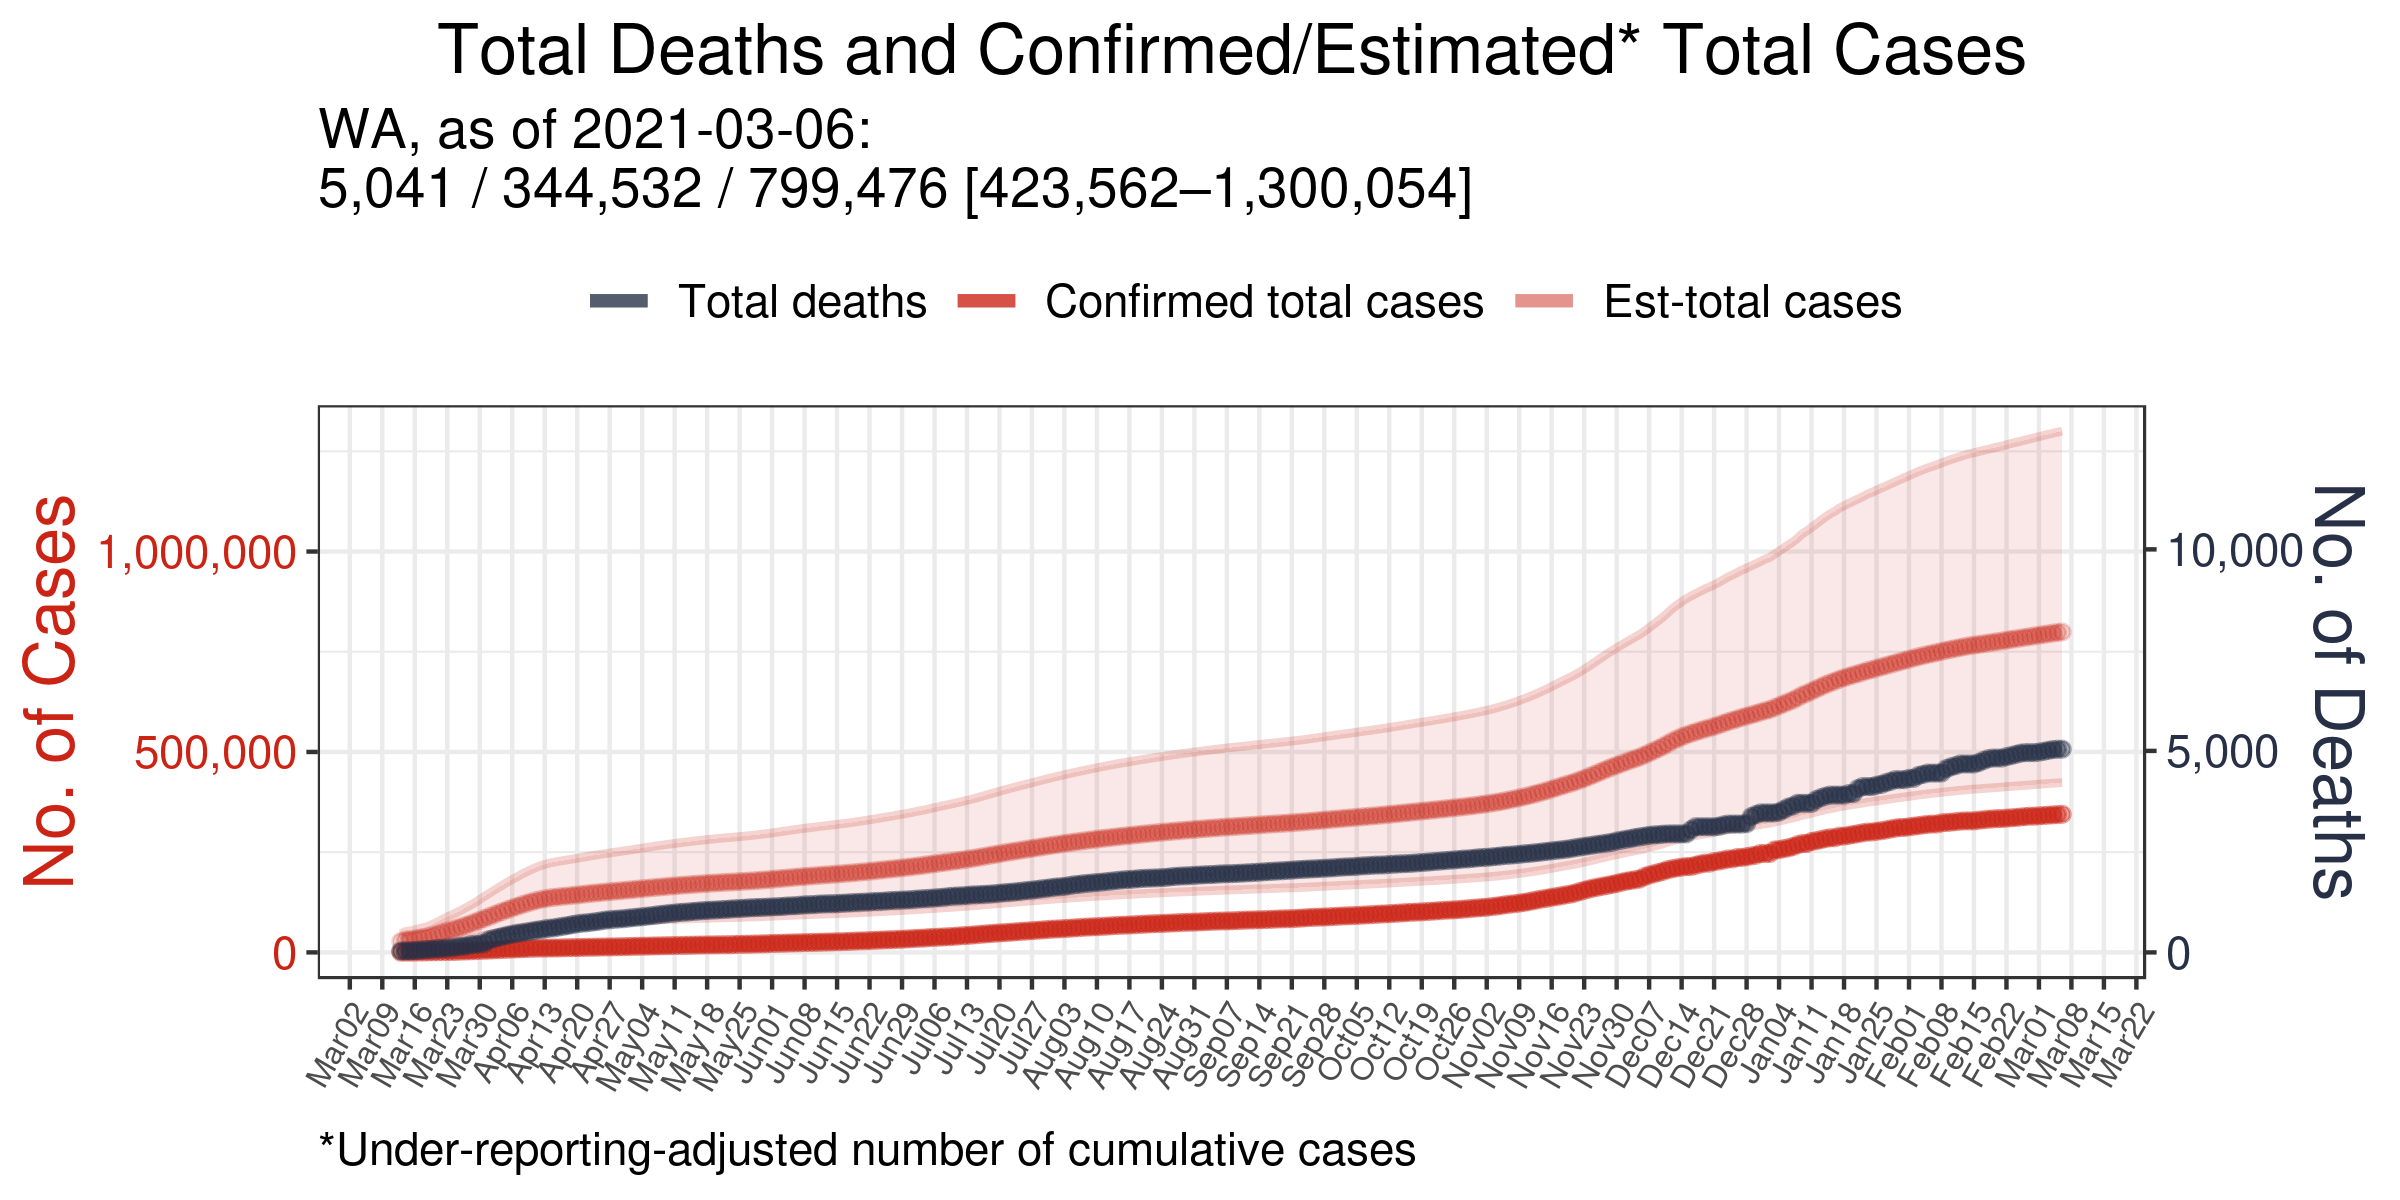 Total Deaths and Confirmed/Estimated* Total Cases
WA, as of 2021-03-06:
5,041 / 344,532 / 799,476 [423,562–1,300,054]
Total deaths
Confirmed total cases
Est-total cases
No. of Cases
1,000,000
500,000
0
10,000
5,000
0
No. of Deaths
Mar02
Mar09
Mar16
Mar23
Mar30
Apr06
Apr13
Apr20
Apr27
May04
May11
May18
May25
Jun01
Jun08
Jun15
Jun22
Jun29
Jul06
Jul13
Jul20
Jul27
Aug03
Aug10
Aug17
Aug24
Aug31
Sep07
Sep14
Sep21
Sep28
Oct05
Oct12
Oct19
Oct26
Nov02
Nov09
Nov16
Nov23
Nov30
Dec07
Dec14
Dec21
Dec28
Jan04
Jan11
Jan18
Jan25
Feb01
Feb08
Feb15
Feb22
Mar01
Mar08
Mar15
Mar22
*Under-reporting-adjusted number of cumulative cases